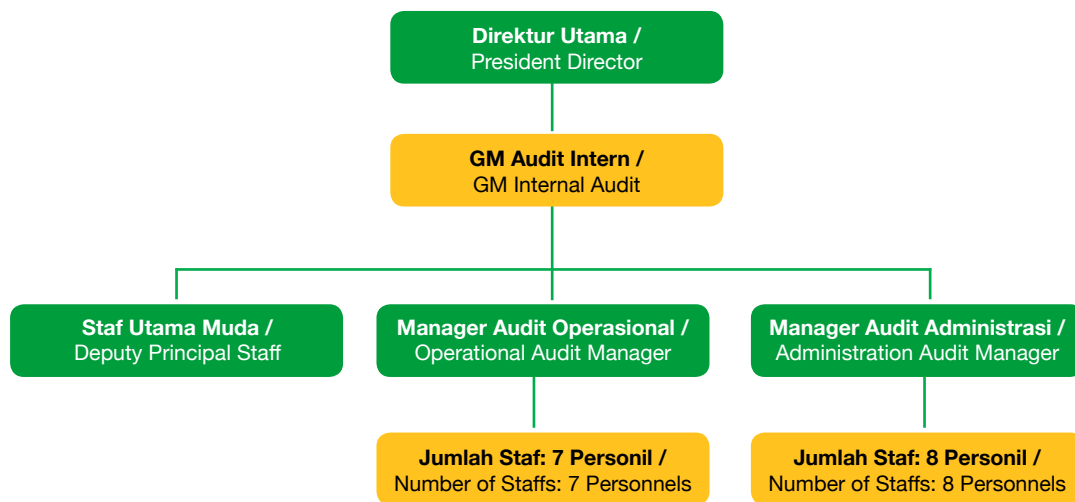 Direktur Utama /
President Director
GM Audit Intern /
GM Internal Audit
Staf Utama Muda /
Deputy Principal Staff
Manager Audit Operasional /
Operational Audit Manager
Manager Audit Administrasi /
Administration Audit Manager
Jumlah Staf: 7 Personil /
Number of Staffs: 7 Personnels
Jumlah Staf: 8 Personil /
Number of Staffs: 8 Personnels